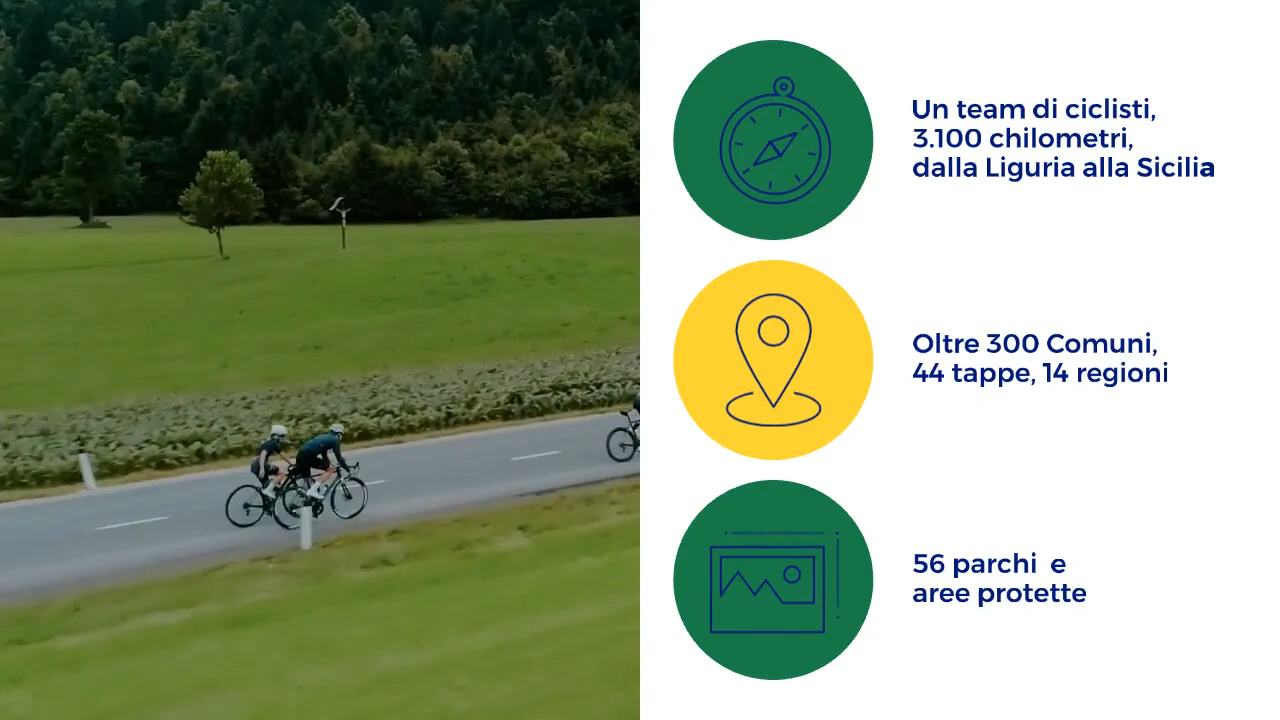 Un team di ciclisti,
3.100 chilometri,
dalla Liguria alla Sicilia
Oltre 300 Comuni,
44 tappe, 14 regioni
56 parchi e
aree protette